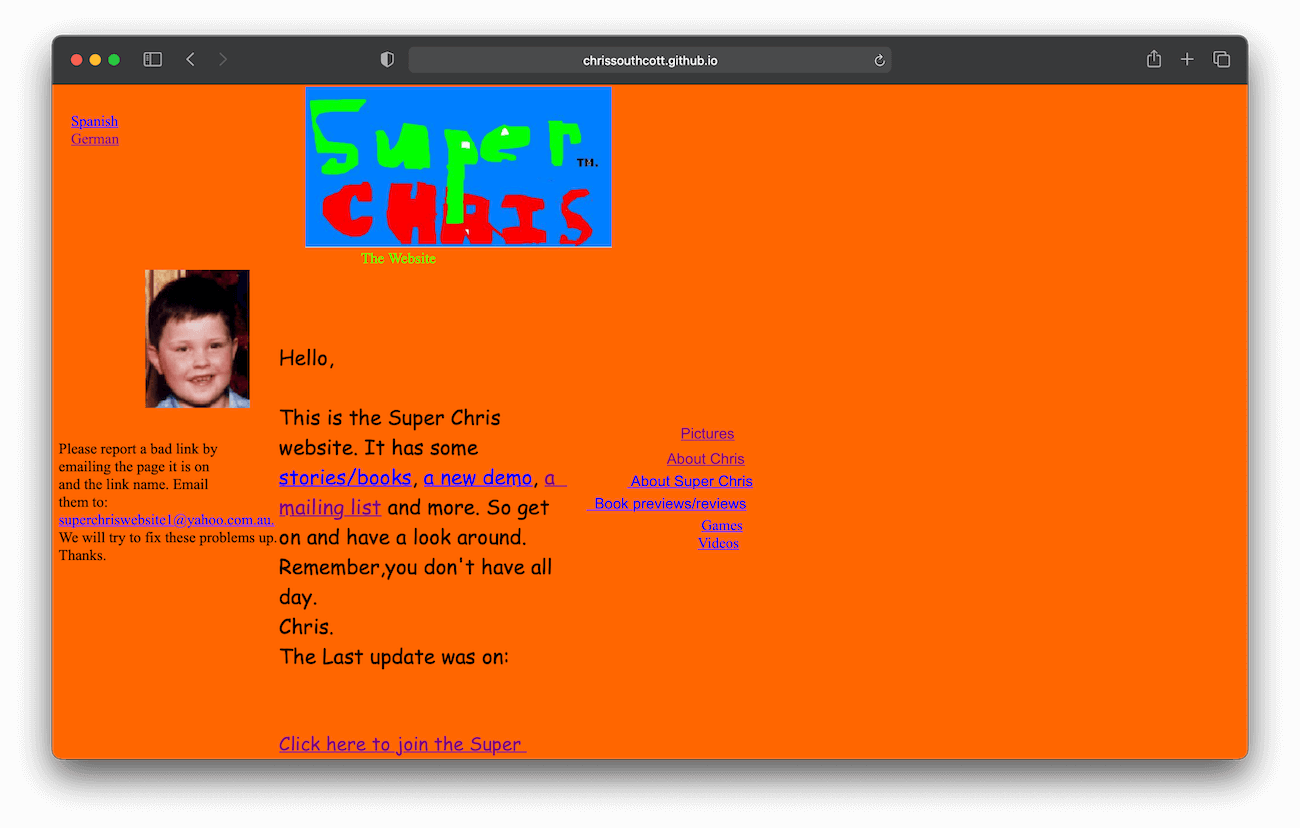 chrissouthcott.github.io
Spanish
German
Super
TM.
CHRIS
The Website
Hello,
This is the Super Chris
website. It has some
stories/books, a new demo, a
mailing list and more. So get
on and have a look around.
Remember,you don't have all
day.
Chris.
The Last update was on:
Click here to join the Super
Please report a bad link by
emailing the page it is on
and the link name. Email
them to:
superchriswebsite1@yahoo.com.au.
We will try to fix these problems up.
Thanks.
Pictures
About Chris
About Super Chris
Book previews/reviews
Games
Videos